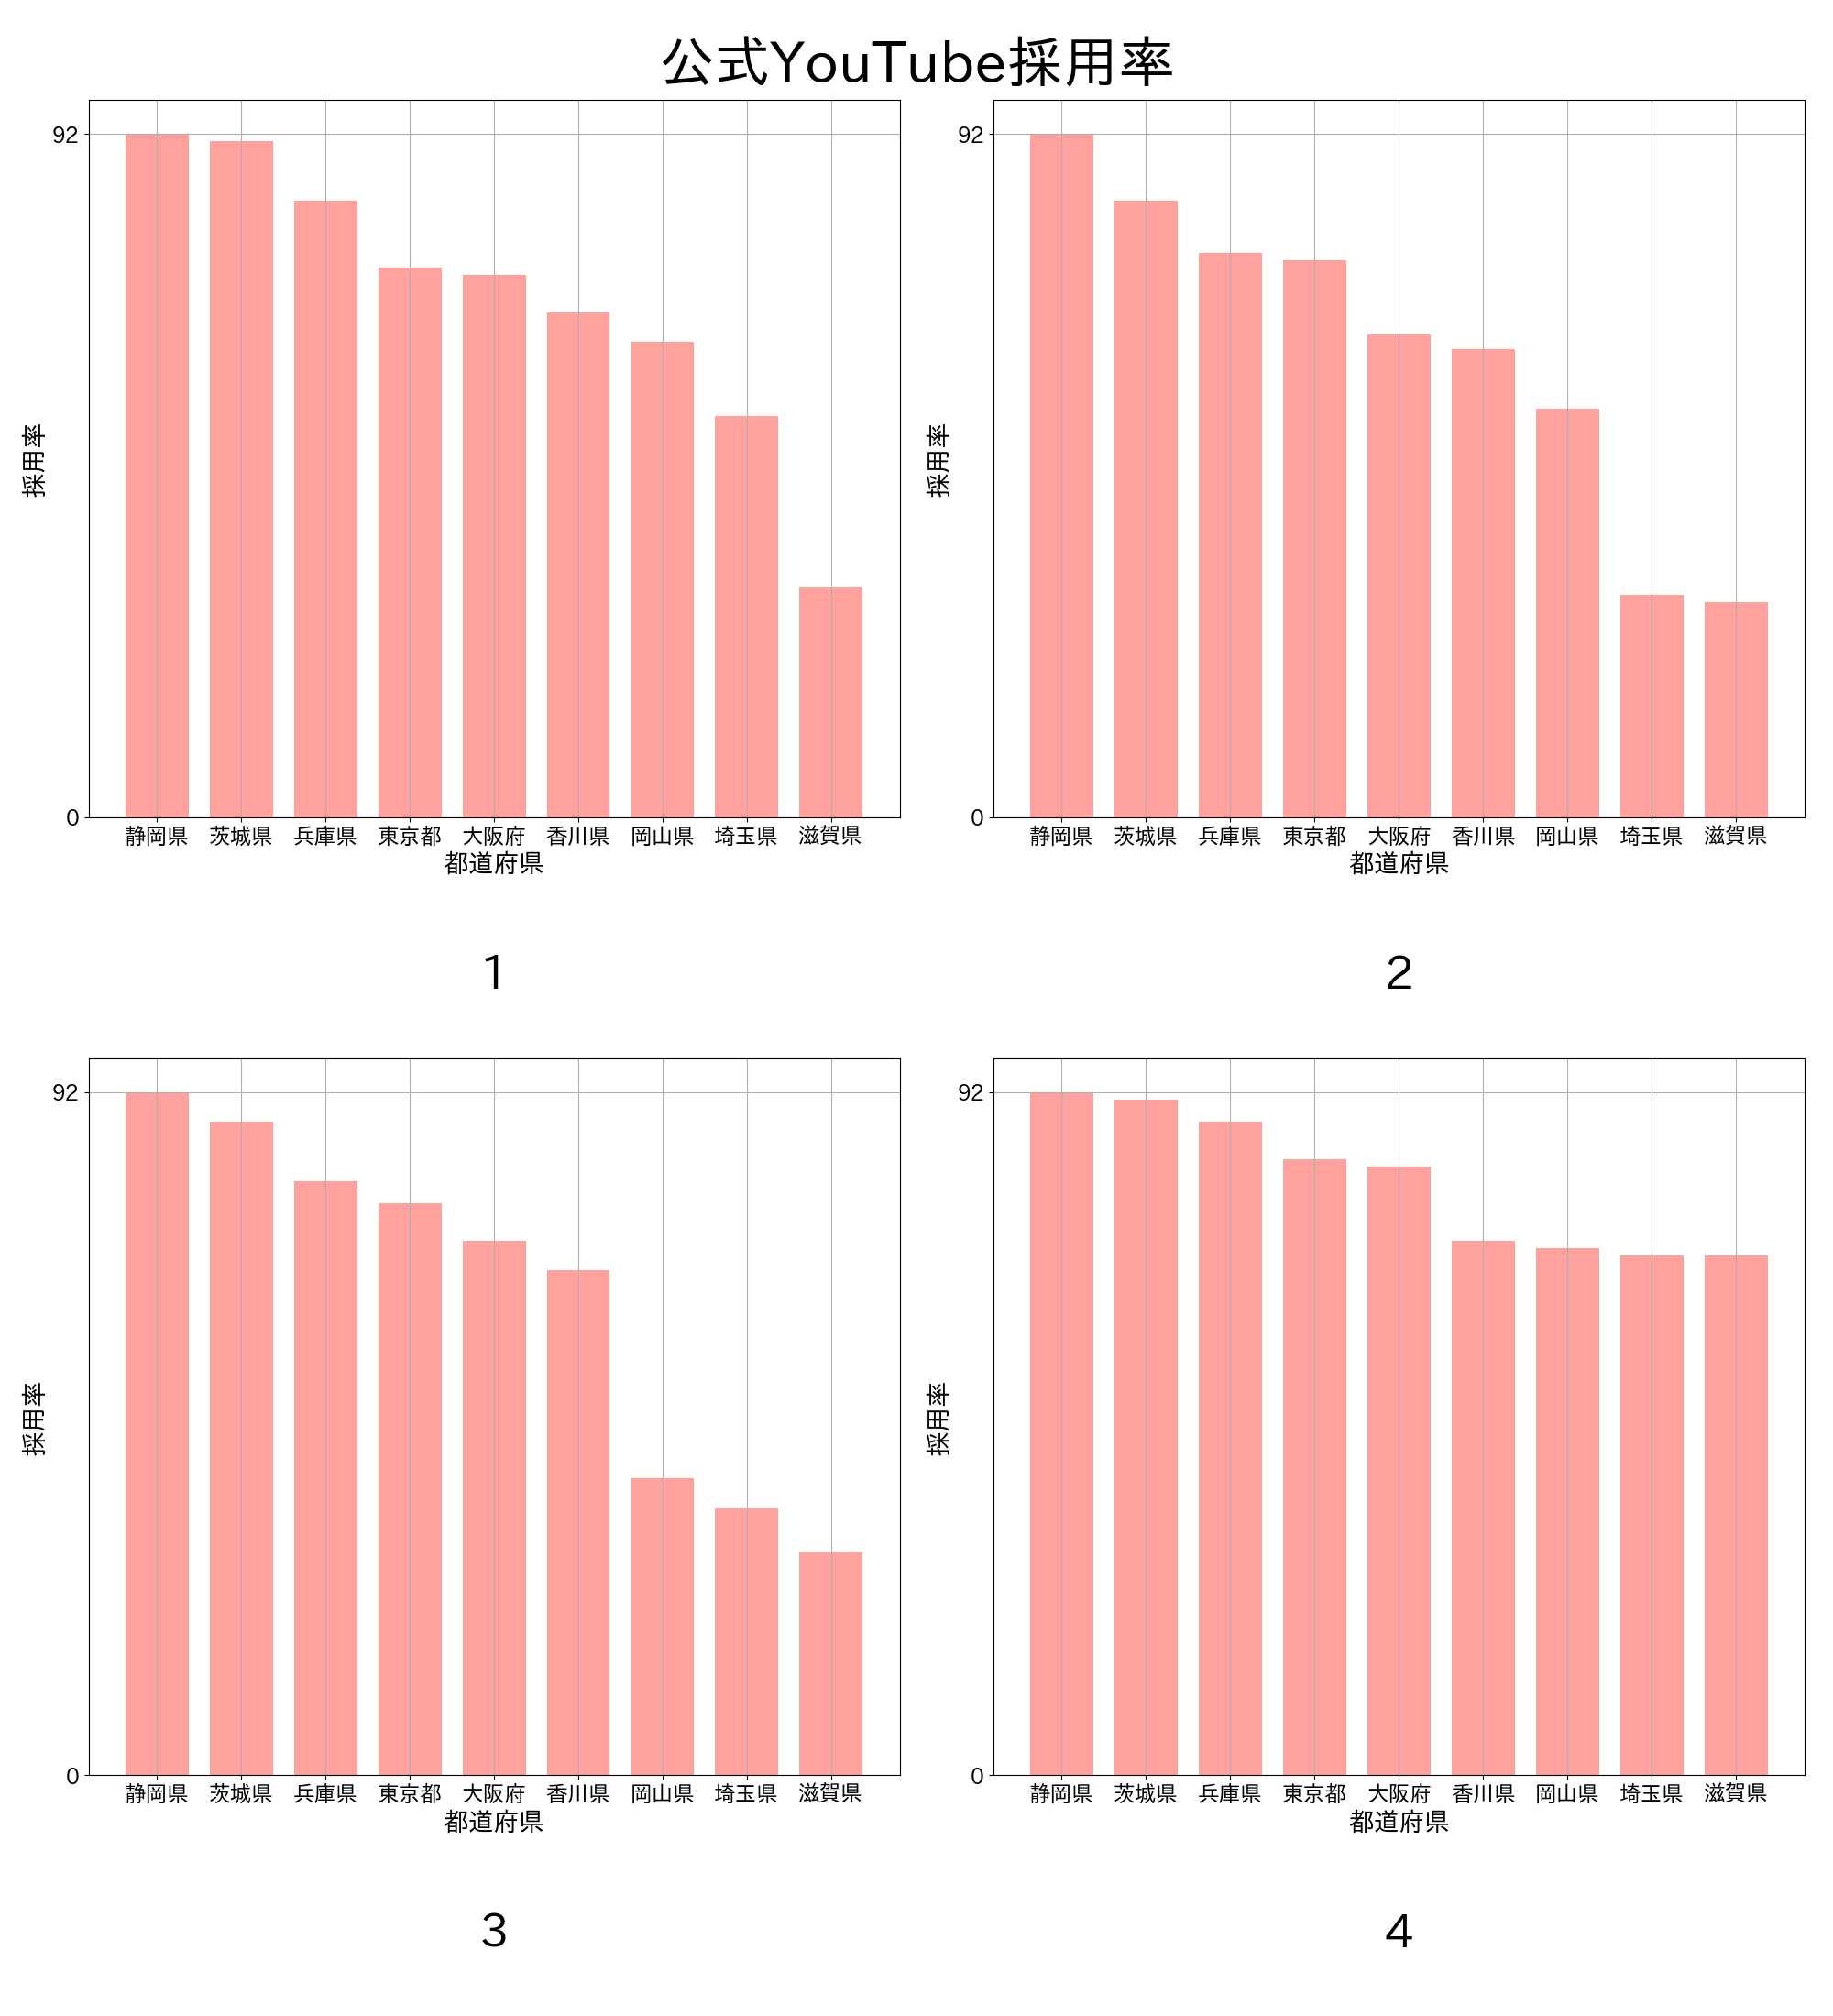 公式YouTube採用率
92
0
採用率
静岡県 茨城県 兵庫県 東京都 大阪府 香川県 岡山県 埼玉県 滋賀県
都道府県
1
92
0
採用率
静岡県 茨城県 兵庫県 東京都 大阪府 香川県 岡山県 埼玉県 滋賀県
都道府県
2
92
0
採用率
静岡県 茨城県 兵庫県 東京都 大阪府 香川県 岡山県 埼玉県 滋賀県
都道府県
3
92
0
採用率
静岡県 茨城県 兵庫県 東京都 大阪府 香川県 岡山県 埼玉県 滋賀県
都道府県
4